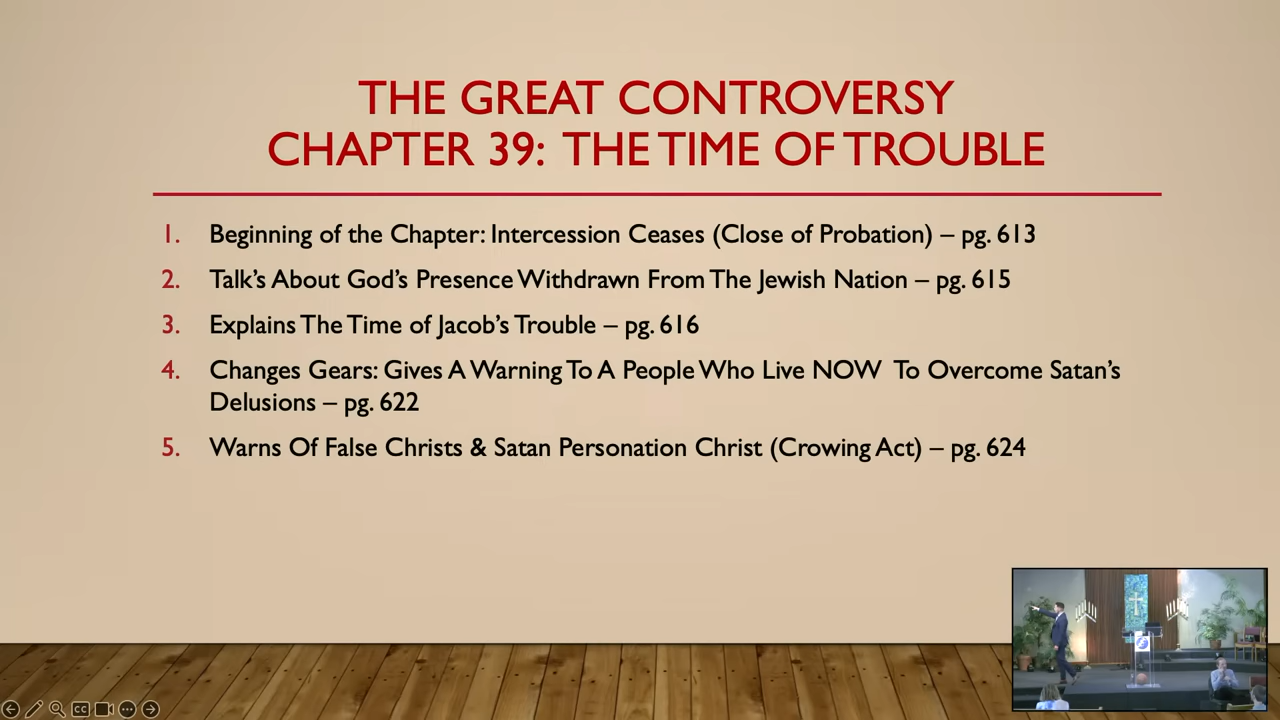 THE GREAT CONTROVERSY
CHAPTER 39: THE TIME OF TROUBLE
1. Beginning of the Chapter: Intercession Ceases (Close of Probation) – pg. 613
2. Talk’s About God’s Presence Withdrawn From The Jewish Nation – pg. 615
3. Explains The Time of Jacob’s Trouble – pg. 616
4. Changes Gears: Gives A Warning To A People Who Live NOW To Overcome Satan’s
Delusions – pg. 622
5. Warns Of False Christs & Satan Personation Christ (Crowing Act) – pg. 624
CC